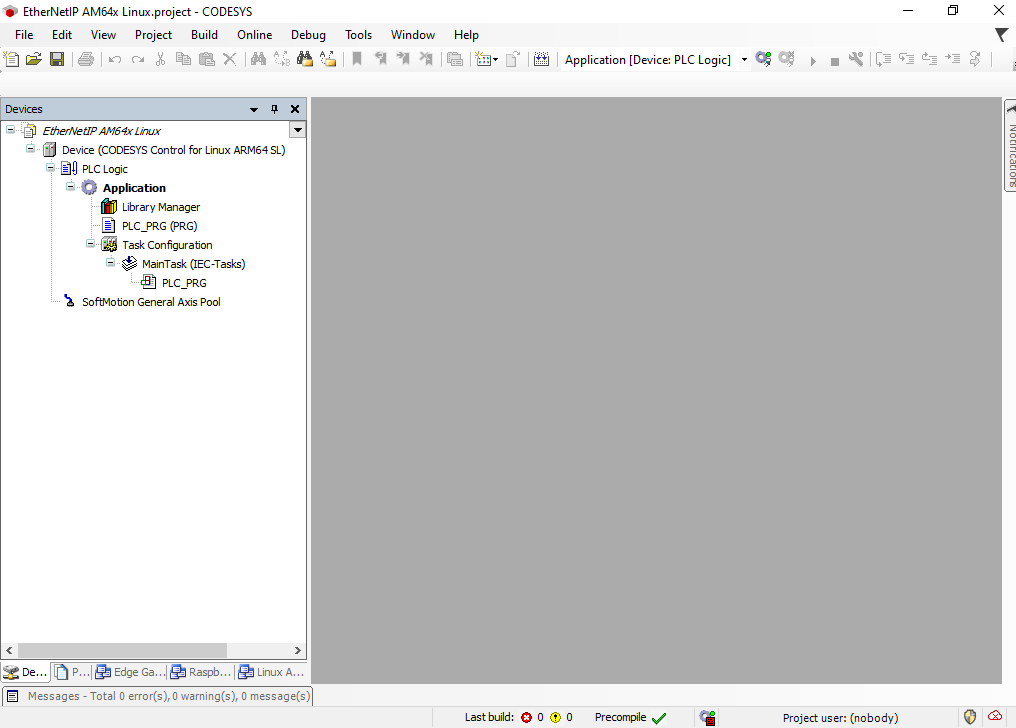 EtherNetIP AM64x Linux.project - CODESYS
File Edit View Project Build Online Debug Tools Window Help
Application [Device: PLC Logic]
Devices
EtherNetIP AM64x Linux
Device (CODESYS Control for Linux ARM64 SL)
PLC Logic
Application
Library Manager
PLC_PRG (PRG)
Task Configuration
MainTask (IEC-Tasks)
PLC_PRG
SoftMotion General Axis Pool
Notifications
De... P... Edge Ga... Raspb... Linux A...
Messages - Total 0 error(s), 0 warning(s), 0 message(s)
Last build: 0 0 Precompile Project user: (nobody)